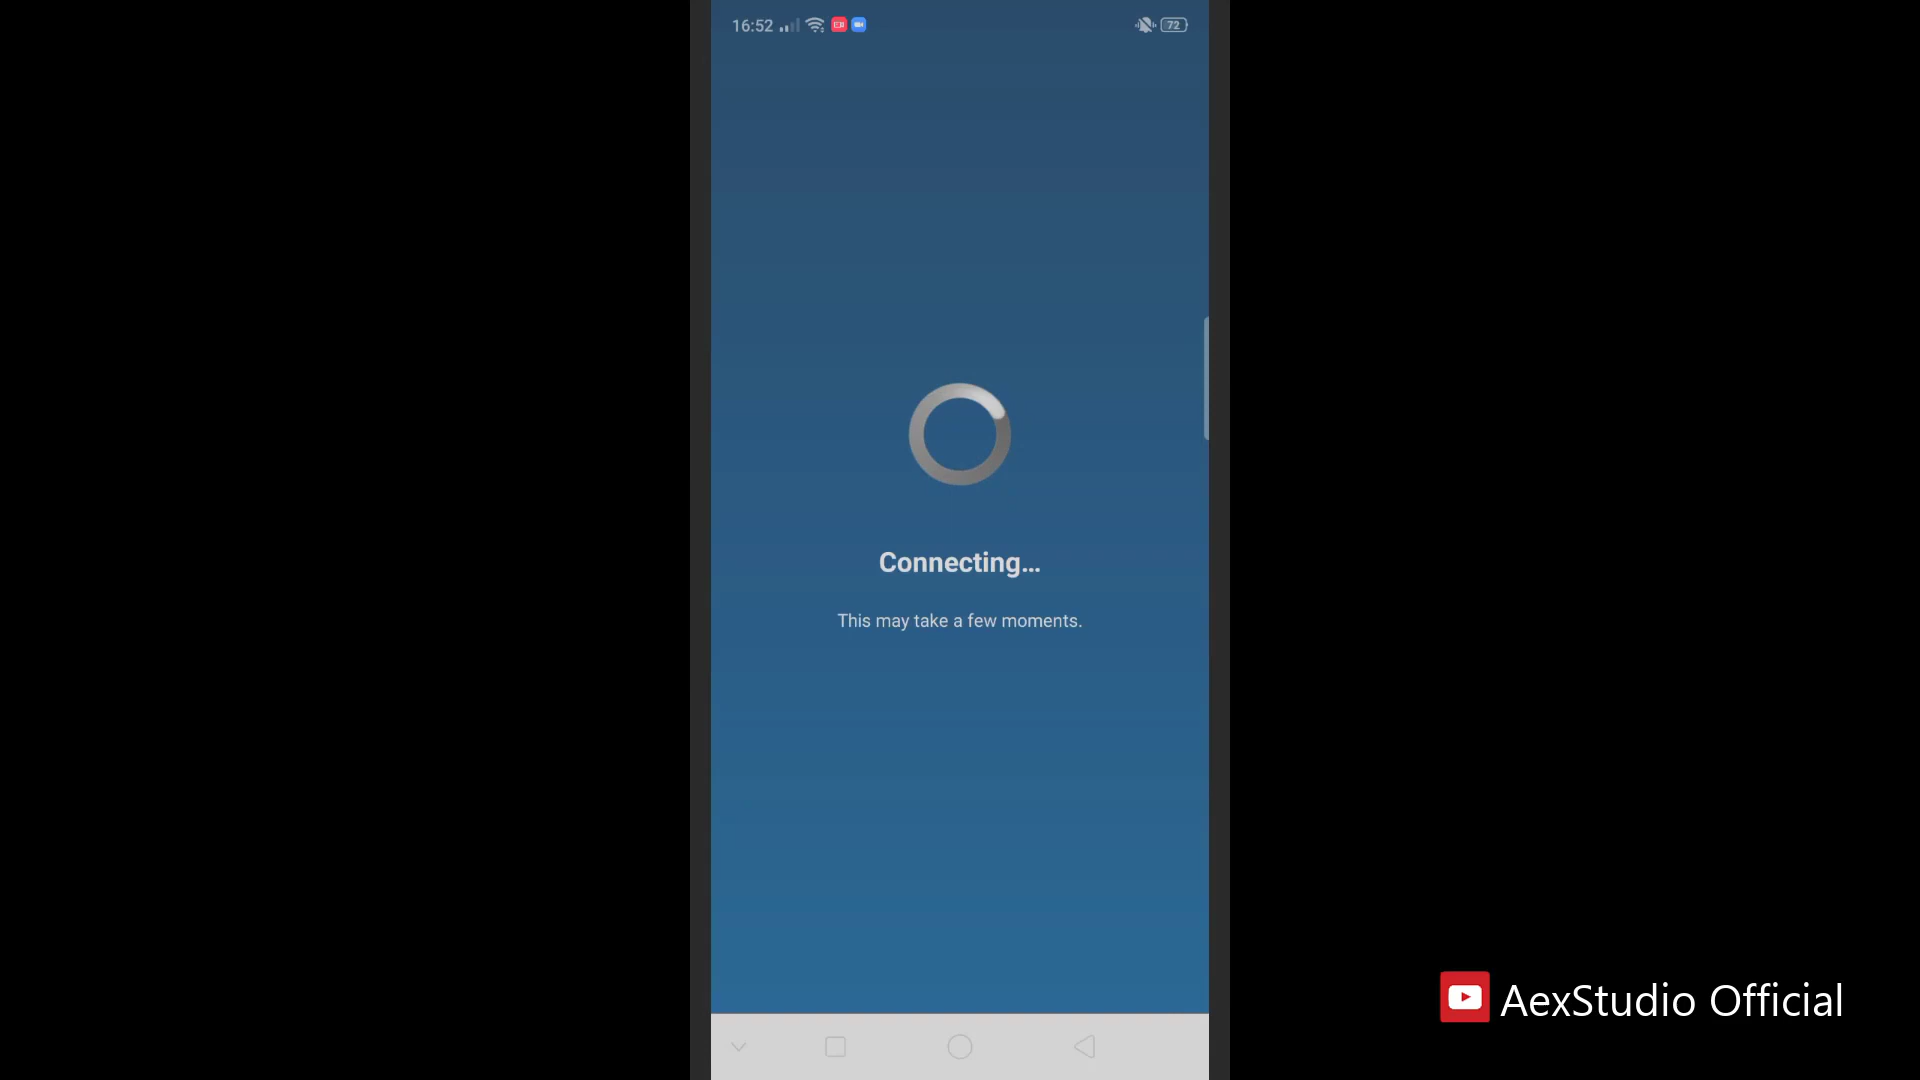 16:52
72
Connecting...
This may take a few moments.
AexStudio Official